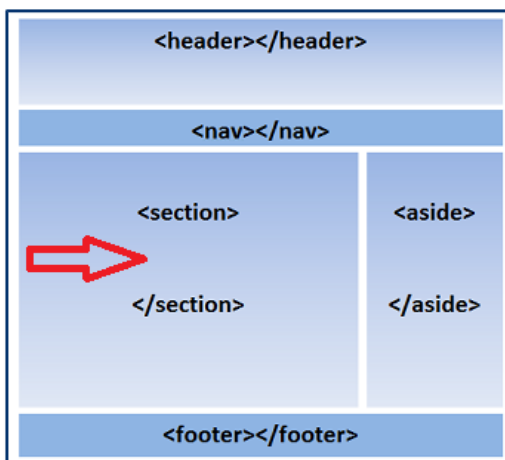 <header></header>
<nav></nav>
<section>
</section>
<aside>
</aside>
<footer></footer>